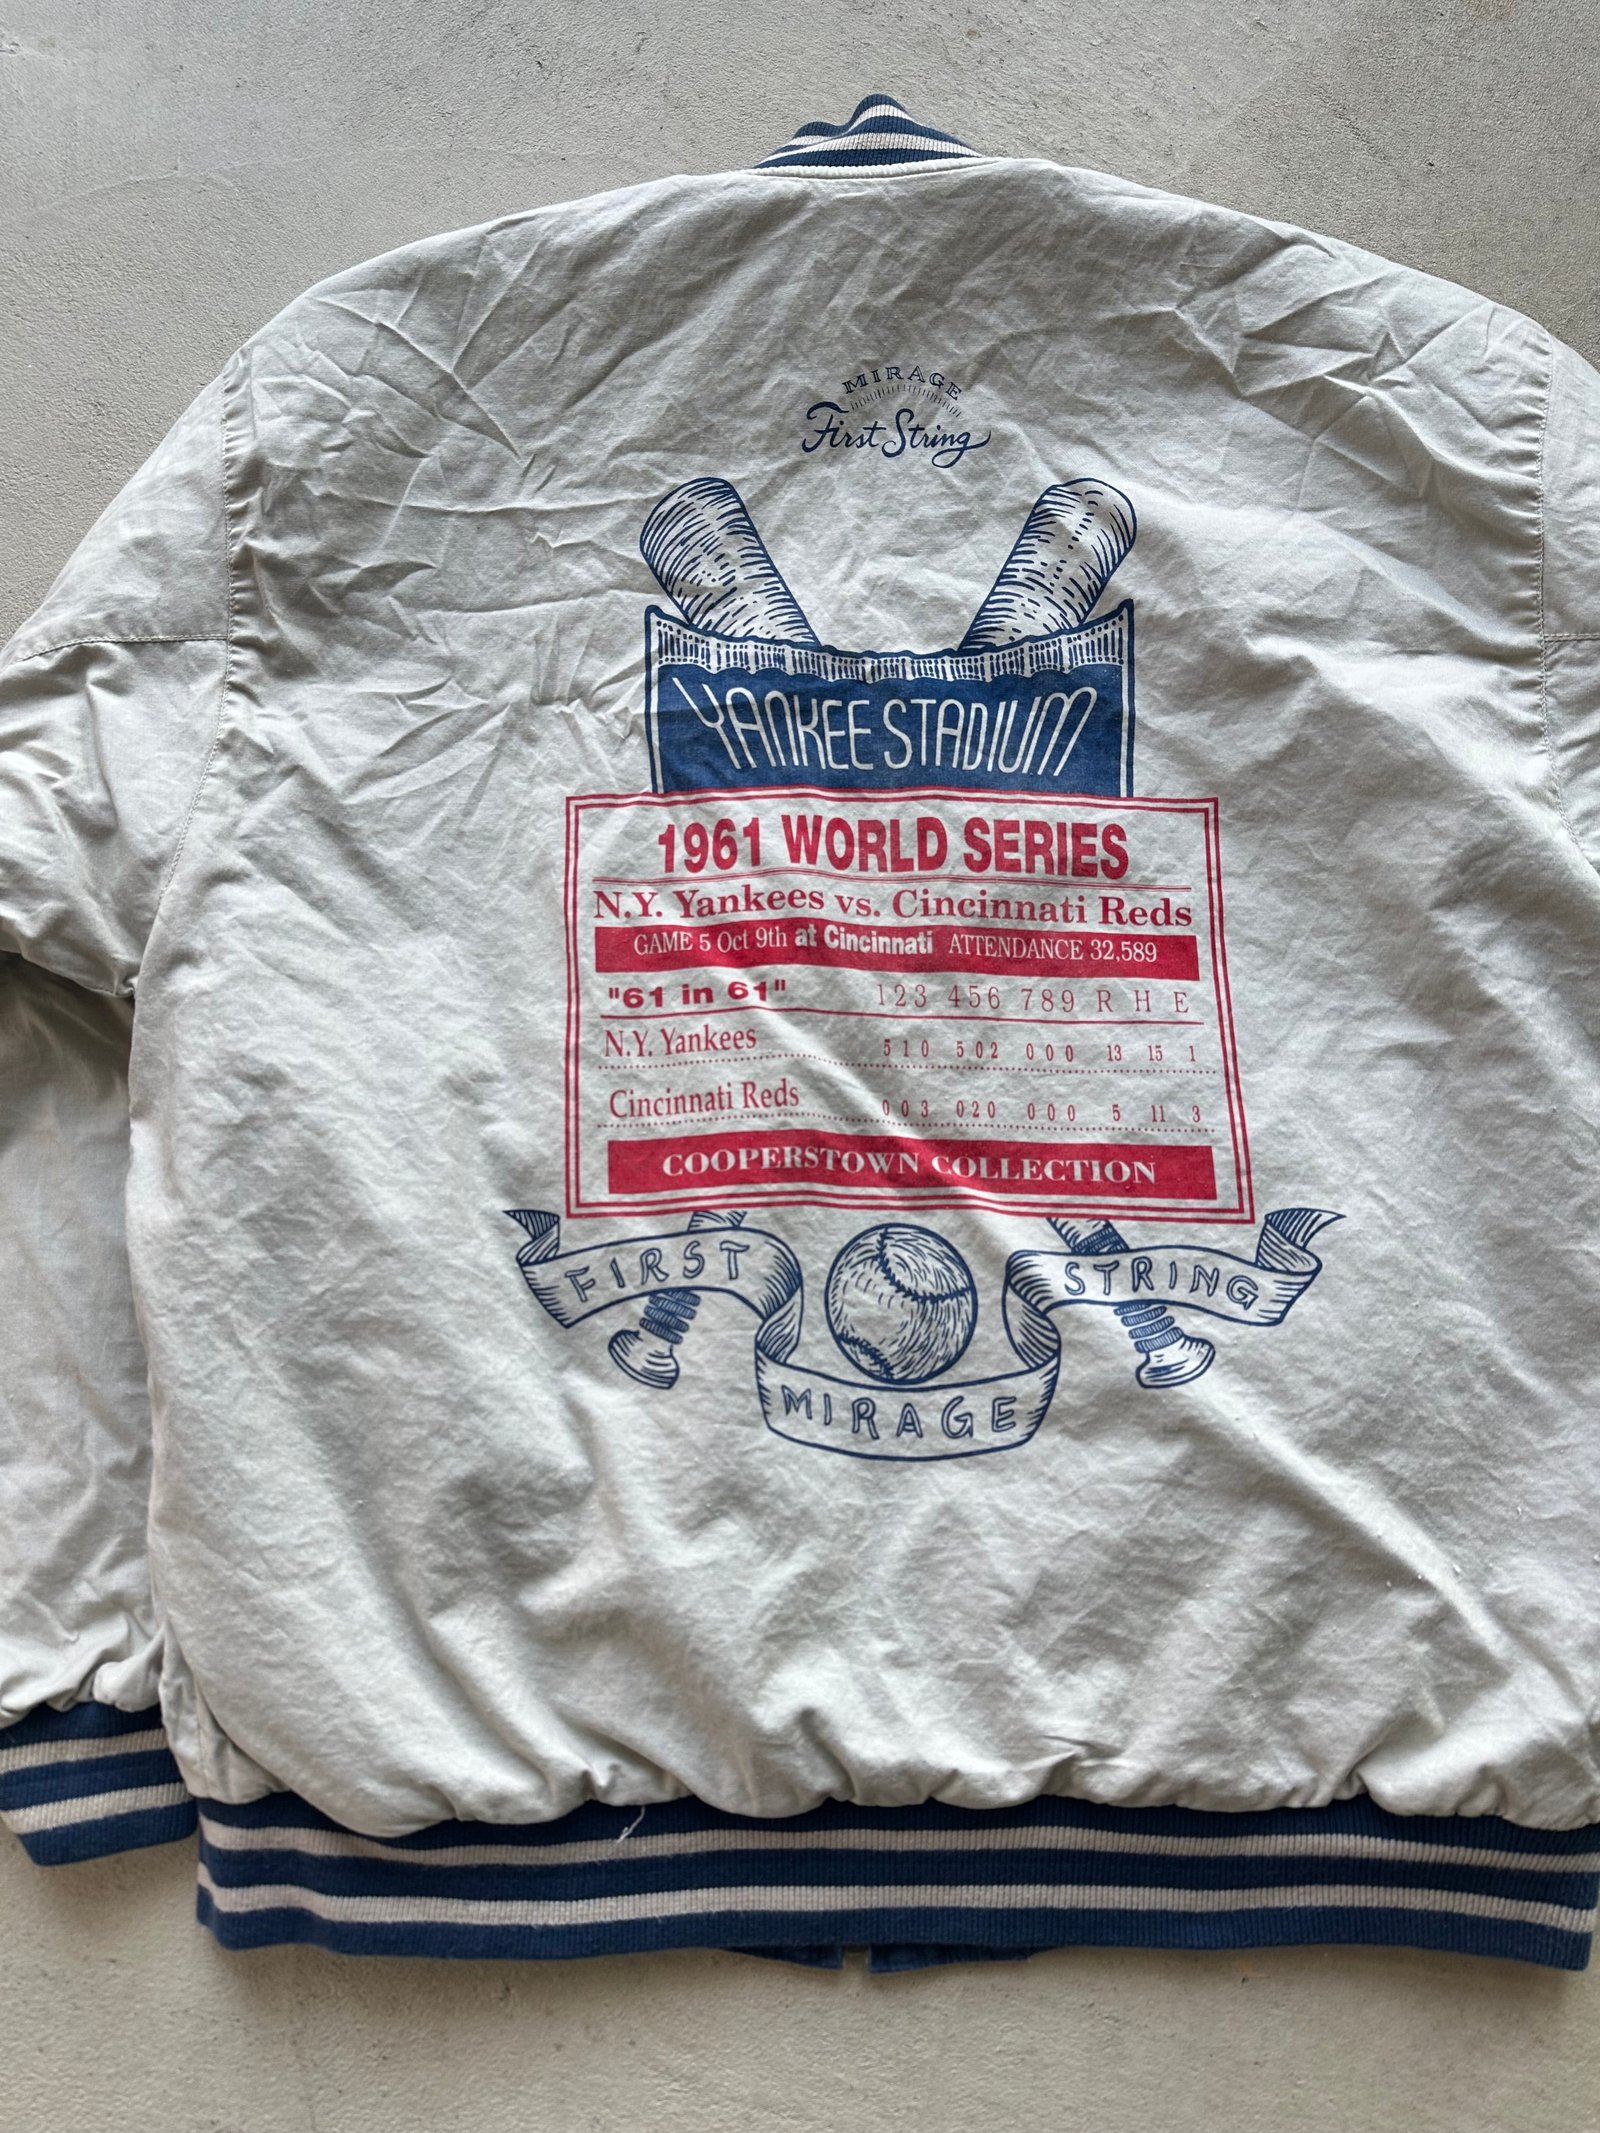 MIRAGE
First String
YANKEE STADIUM
1961 WORLD SERIES
N.Y. Yankees vs. Cincinnati Reds
GAME 5 Oct 9th at Cincinnati ATTENDANCE 32,589
"61 in 61" 123 456 789 R H E
N.Y. Yankees 510 502 000 13 15 1
Cincinnati Reds 003 020 000 5 11 3
COOPERSTOWN COLLECTION
FIRST STRING
MIRAGE